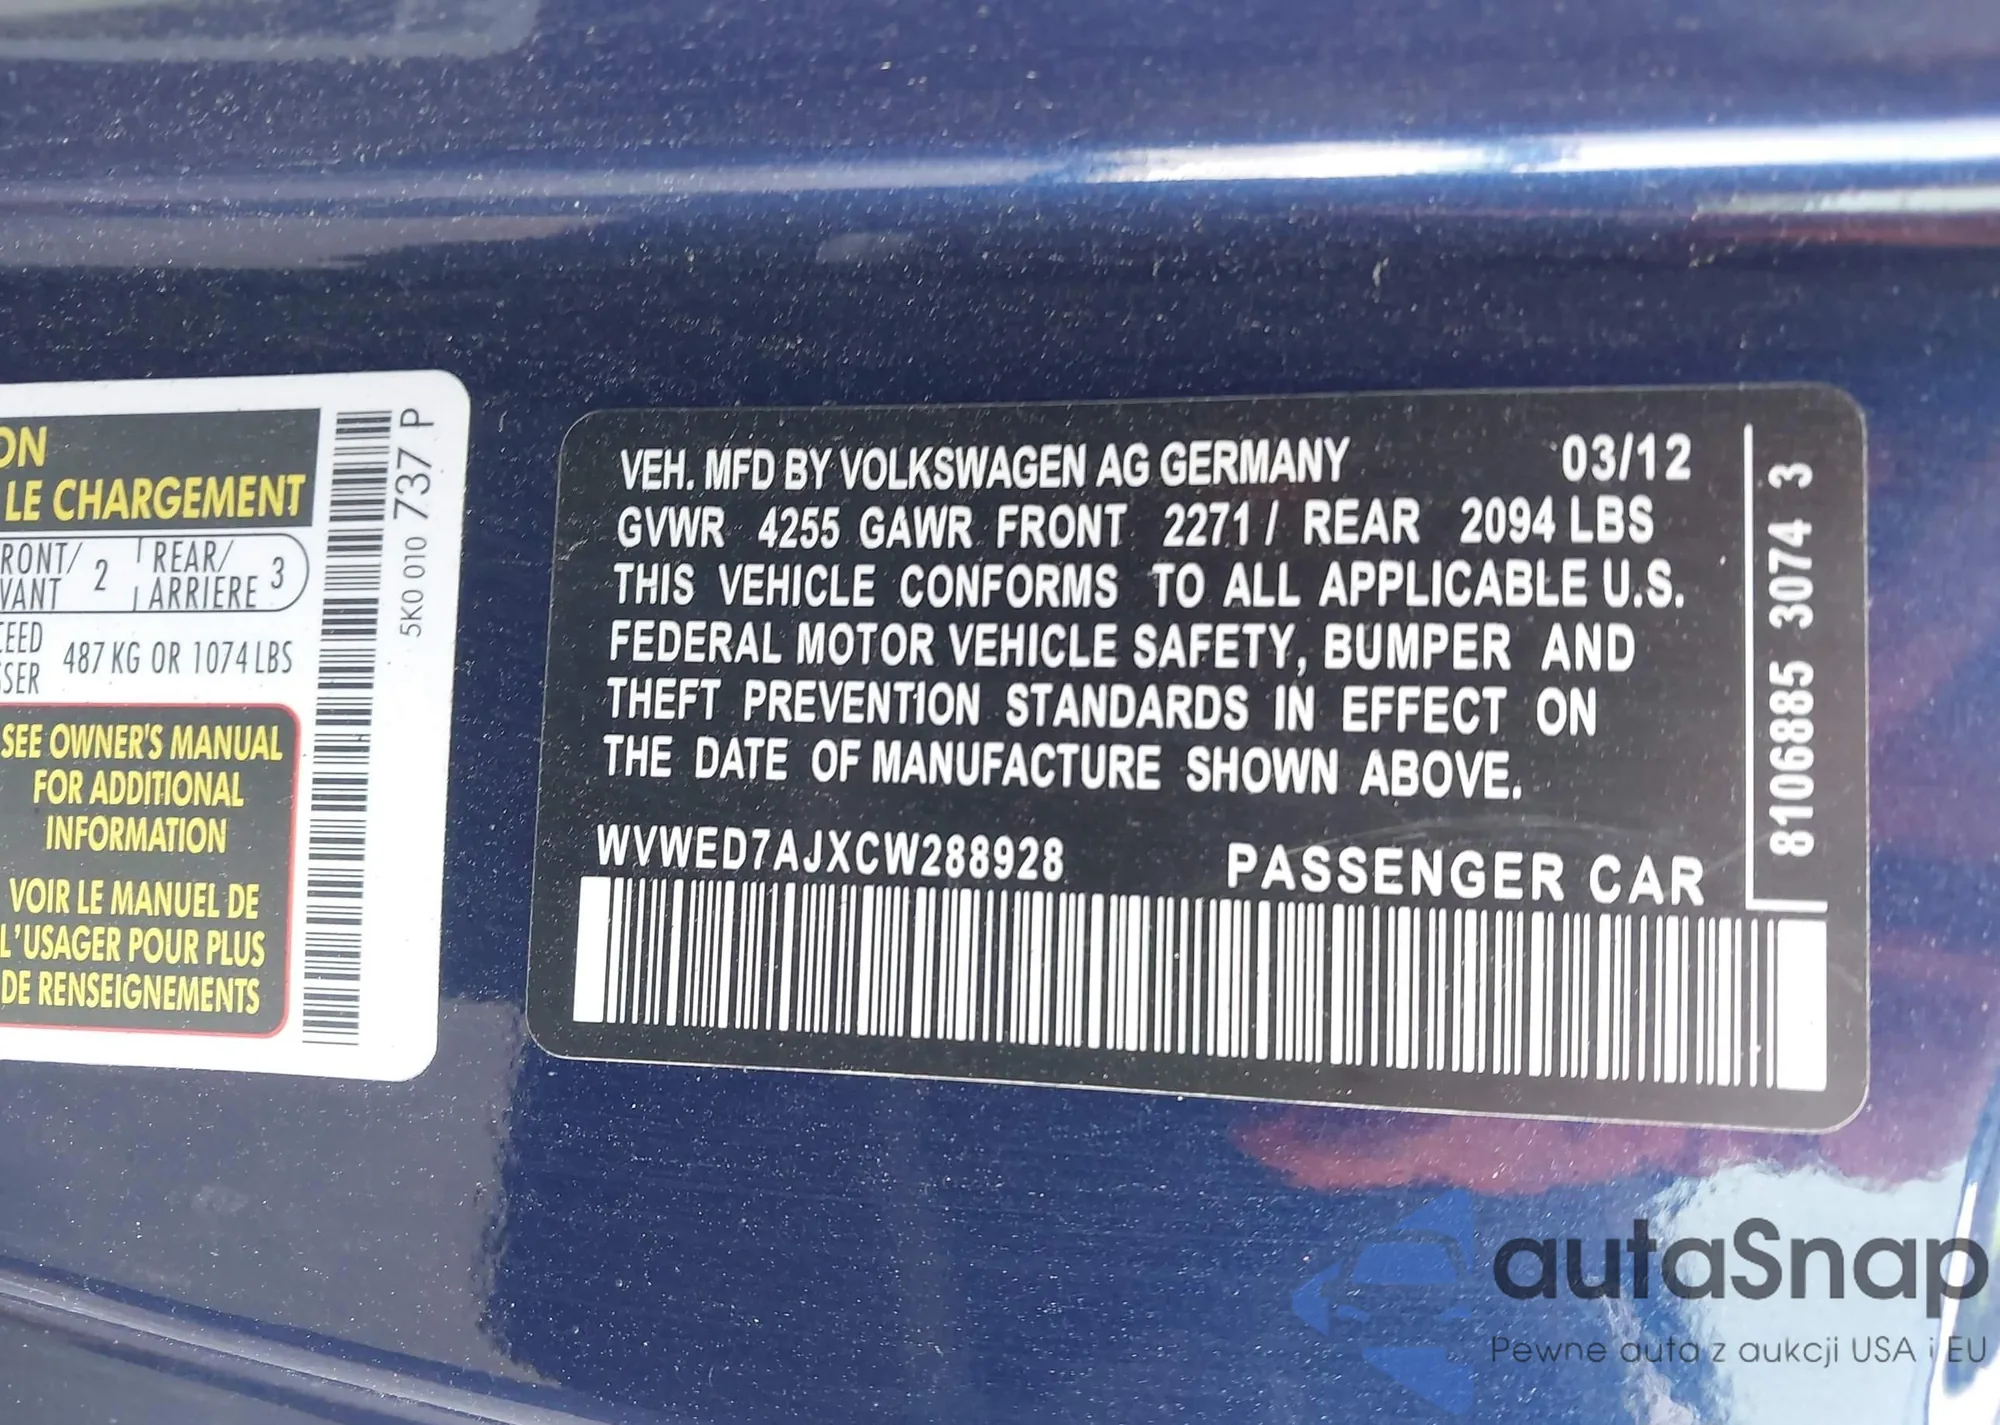 ON
LE CHARGEMENT
RONT/ 2 REAR/ 3
VANT ARRIERE
CEED
SSER 487 KG OR 1074 LBS
SEE OWNER'S MANUAL
FOR ADDITIONAL
INFORMATION
VOIR LE MANUEL DE
L'USAGER POUR PLUS
DE RENSEIGNEMENTS
5K0 010 737 P
VEH. MFD BY VOLKSWAGEN AG GERMANY 03/12
GVWR 4255 GAWR FRONT 2271 / REAR 2094 LBS
THIS VEHICLE CONFORMS TO ALL APPLICABLE U.S.
FEDERAL MOTOR VEHICLE SAFETY, BUMPER AND
THEFT PREVENTION STANDARDS IN EFFECT ON
THE DATE OF MANUFACTURE SHOWN ABOVE.
WVWED7AJXCW288928 PASSENGER CAR
8106885 3074 3
autaSnap
Pewne auta z aukcji USA i EU